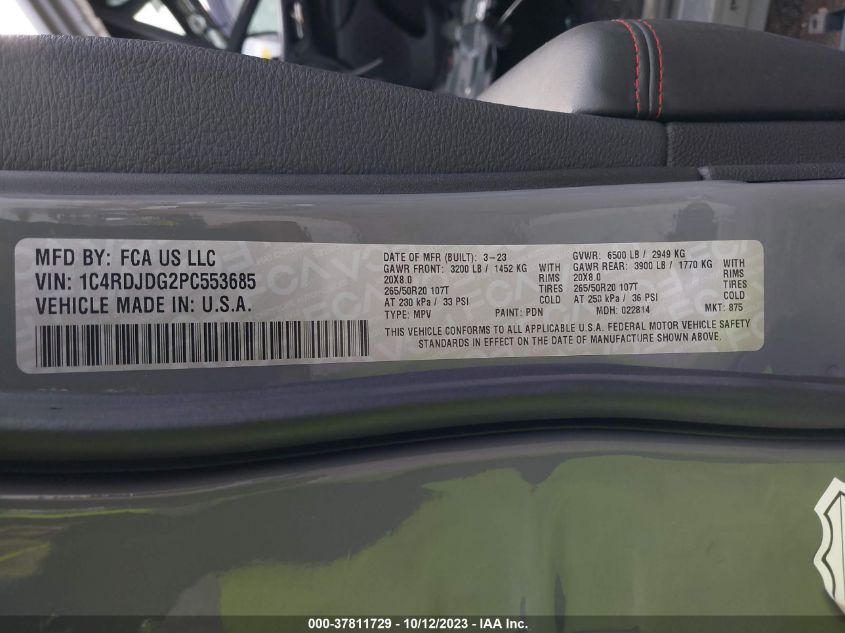 MFD BY: FCA US LLC
VIN: 1C4RDJDG2PC553685
VEHICLE MADE IN: U.S.A.
DATE OF MFR (BUILT): 3-23 GVWR: 6500 LB / 2949 KG
GAWR FRONT: 3200 LB / 1452 KG WITH GAWR REAR: 3900 LB / 1770 KG WITH
20X8.0 RIMS 20X8.0 RIMS
265/50R20 107T TIRES 265/50R20 107T TIRES
AT 230 kPa / 33 PSI COLD AT 250 kPa / 36 PSI COLD
TYPE: MPV PAINT: PDN MDH: 022814 MKT: 875
THIS VEHICLE CONFORMS TO ALL APPLICABLE U.S.A. FEDERAL MOTOR VEHICLE SAFETY
STANDARDS IN EFFECT ON THE DATE OF MANUFACTURE SHOWN ABOVE.
000-37811729 - 10/12/2023 - IAA Inc.